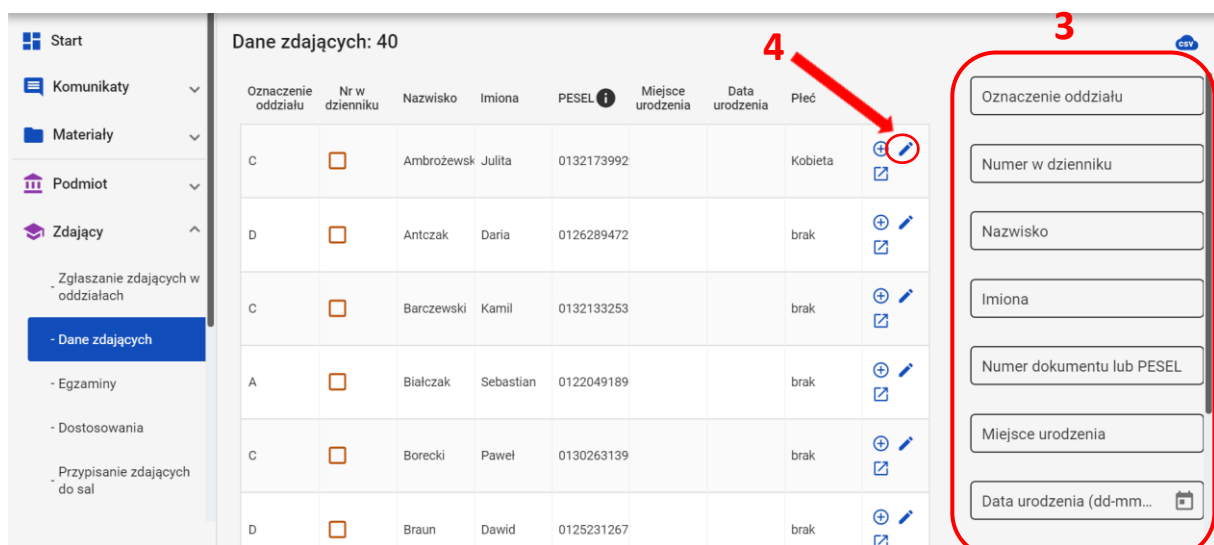 Start
Komunikaty
Materiały
Podmiot
Zdający
- Zgłaszanie zdających w
oddziałach
- Dane zdających
- Egzaminy
- Dostosowania
- Przypisanie zdających
do sal
Dane zdających: 40
4
3
csv
Oznaczenie oddziału Nr w dzienniku Nazwisko Imiona PESEL i Miejsce urodzenia Data urodzenia Płeć
C Ambrożewsk Julita 0132173992 Kobieta
D Antczak Daria 0126289472 brak
C Barczewski Kamil 0132133253 brak
A Białczak Sebastian 0122049189 brak
C Borecki Paweł 0130263139 brak
D Braun Dawid 0125231267 brak
Oznaczenie oddziału
Numer w dzienniku
Nazwisko
Imiona
Numer dokumentu lub PESEL
Miejsce urodzenia
Data urodzenia (dd-mm...